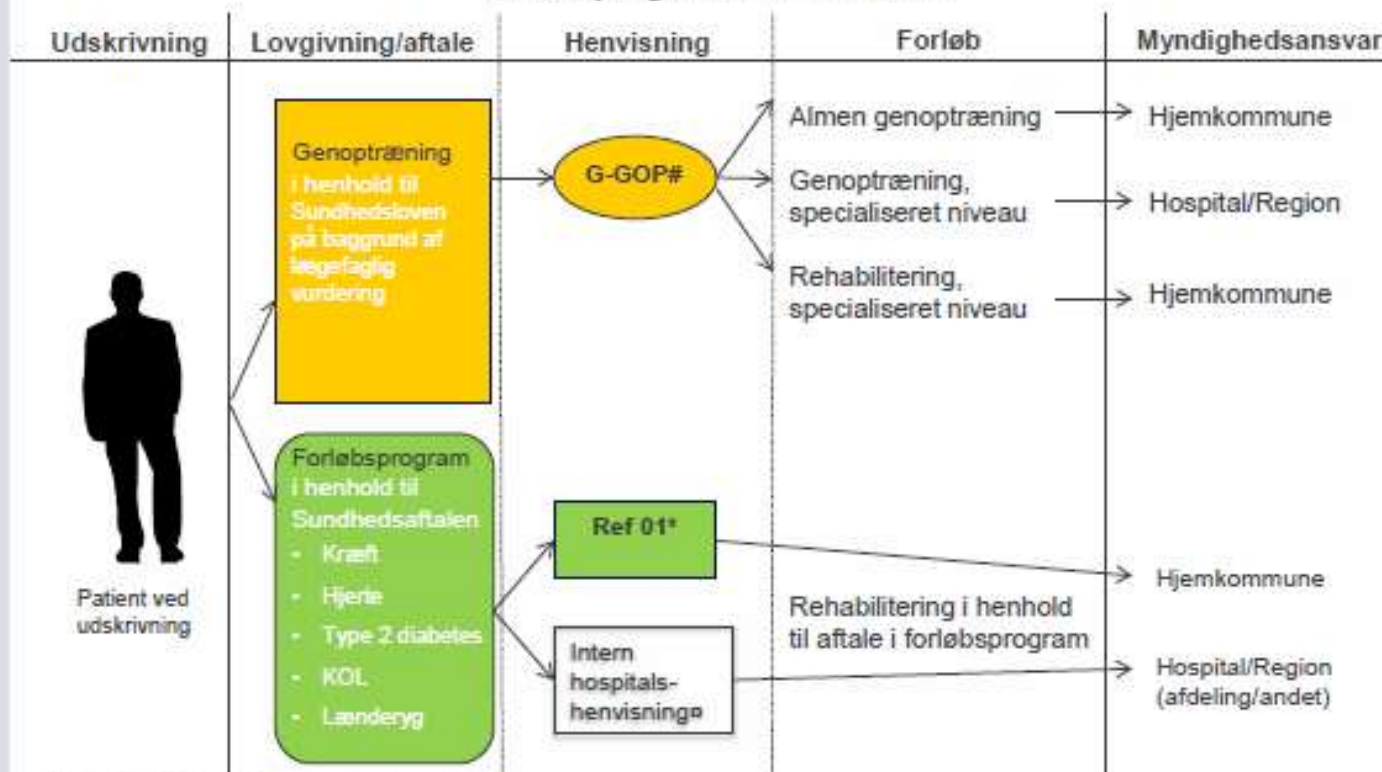 Udskrivning
Lovgivning/aftale
Henvisning
Forløb
Myndighedsansvar
Patient ved
udskrivning
Genoptræning
i henhold til
Sundhedsloven
på baggrund af
lægefaglig
vurdering
G-GOP#
Almen genoptræning
Hjemkommune
Genoptræning,
specialiseret niveau
Hospital/Region
Rehabilitering,
specialiseret niveau
Hjemkommune
Forløbsprogram
i henhold til
Sundhedsaftalen
- Kræft
- Hjerte
- Type 2 diabetes
- KOL
- Lænderyg
Ref 01*
Intern
hospitals-
henvisning¤
Rehabilitering i henhold
til aftale i forløbsprogram
Hjemkommune
Hospital/Region
(afdeling/andet)